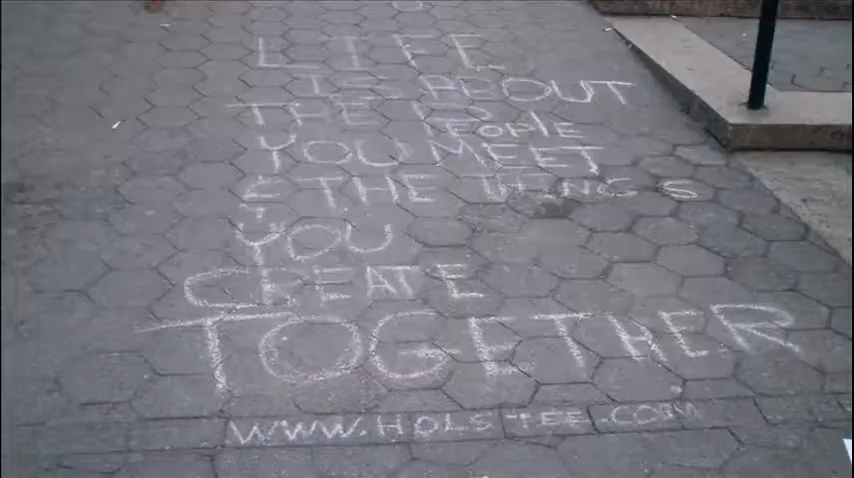 LIFE
IS ABOUT
THE PEOPLE
YOU MEET
& THE THINGS
YOU
CREATE
TOGETHER
WWW.HOLSTEE.COM